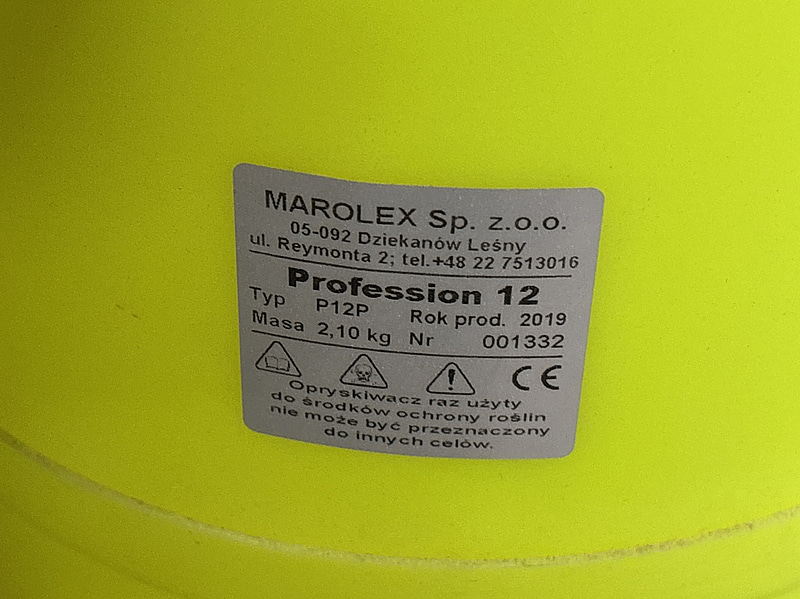 MAROLEX Sp. z.o.o.
05-092 Dziekanów Leśny
ul. Reymonta 2; tel.+48 22 7513016
Profession 12
Typ P12P Rok prod. 2019
Masa 2,10 kg Nr 001332
CE
Opryskiwacz raz użyty
do środków ochrony roślin
nie może być przeznaczony
do innych celów.